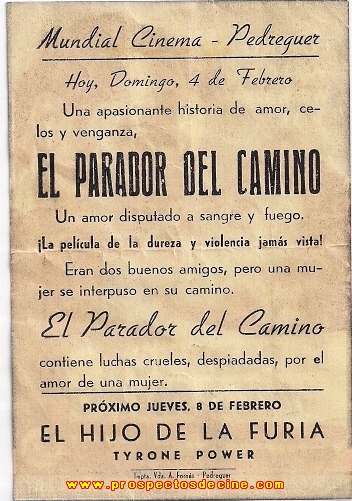 Mundial Cinema - Pedreguer
Hoy, Domingo, 4 de Febrero
Una apasionante historia de amor, ce-
los y venganza,
EL PARADOR DEL CAMINO
Un amor disputado a sangre y fuego.
¡La película de la dureza y violencia jamás vista!
Eran dos buenos amigos, pero una mu-
jer se interpuso en su camino.
El Parador del Camino
contiene luchas crueles, despiadadas, por el
amor de una mujer.
PRÓXIMO JUEVES, 8 DE FEBRERO
EL HIJO DE LA FURIA
TYRONE POWER
Impta. Vda. A. Fornés - Pedreguer
www.prospectosdecine.com